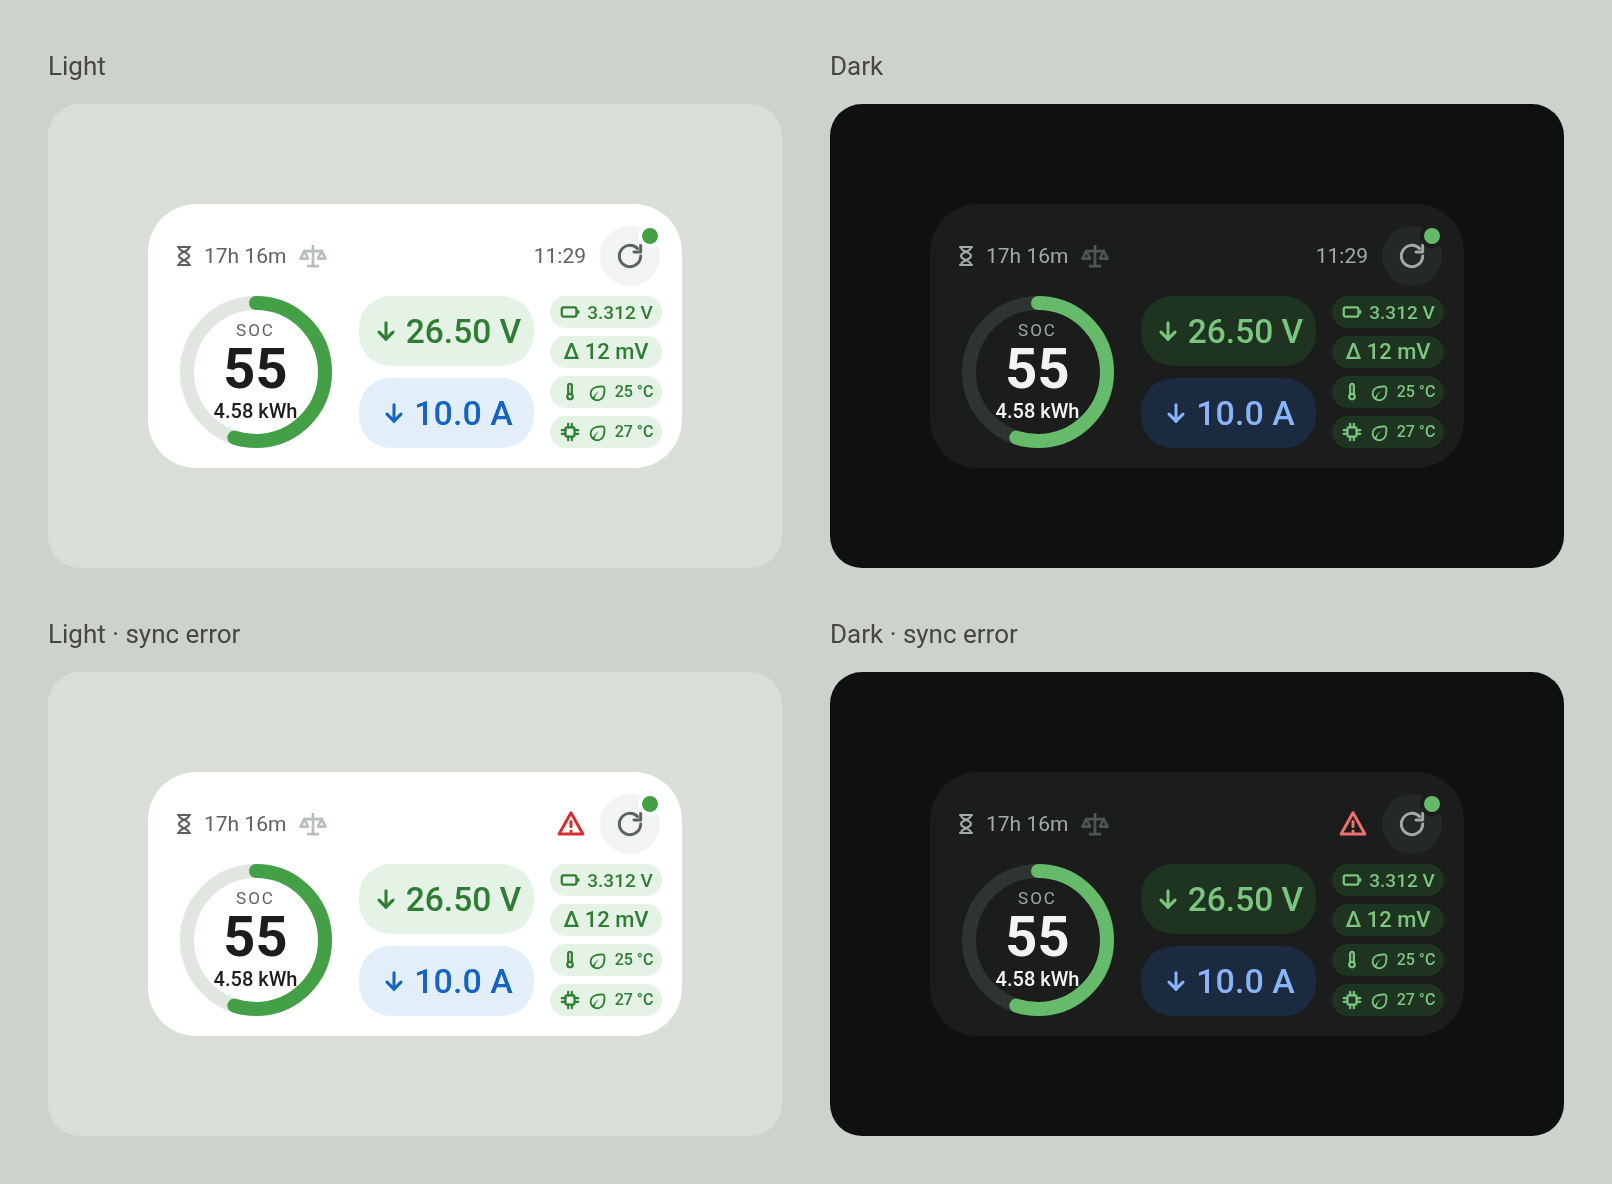 Light
17h 16m 11:29
SOC
55
4.58 kWh
26.50 V
10.0 A
3.312 V
Δ 12 mV
25 °C
27 °C
Dark
17h 16m 11:29
SOC
55
4.58 kWh
26.50 V
10.0 A
3.312 V
Δ 12 mV
25 °C
27 °C
Light · sync error
17h 16m
SOC
55
4.58 kWh
26.50 V
10.0 A
3.312 V
Δ 12 mV
25 °C
27 °C
Dark · sync error
17h 16m
SOC
55
4.58 kWh
26.50 V
10.0 A
3.312 V
Δ 12 mV
25 °C
27 °C